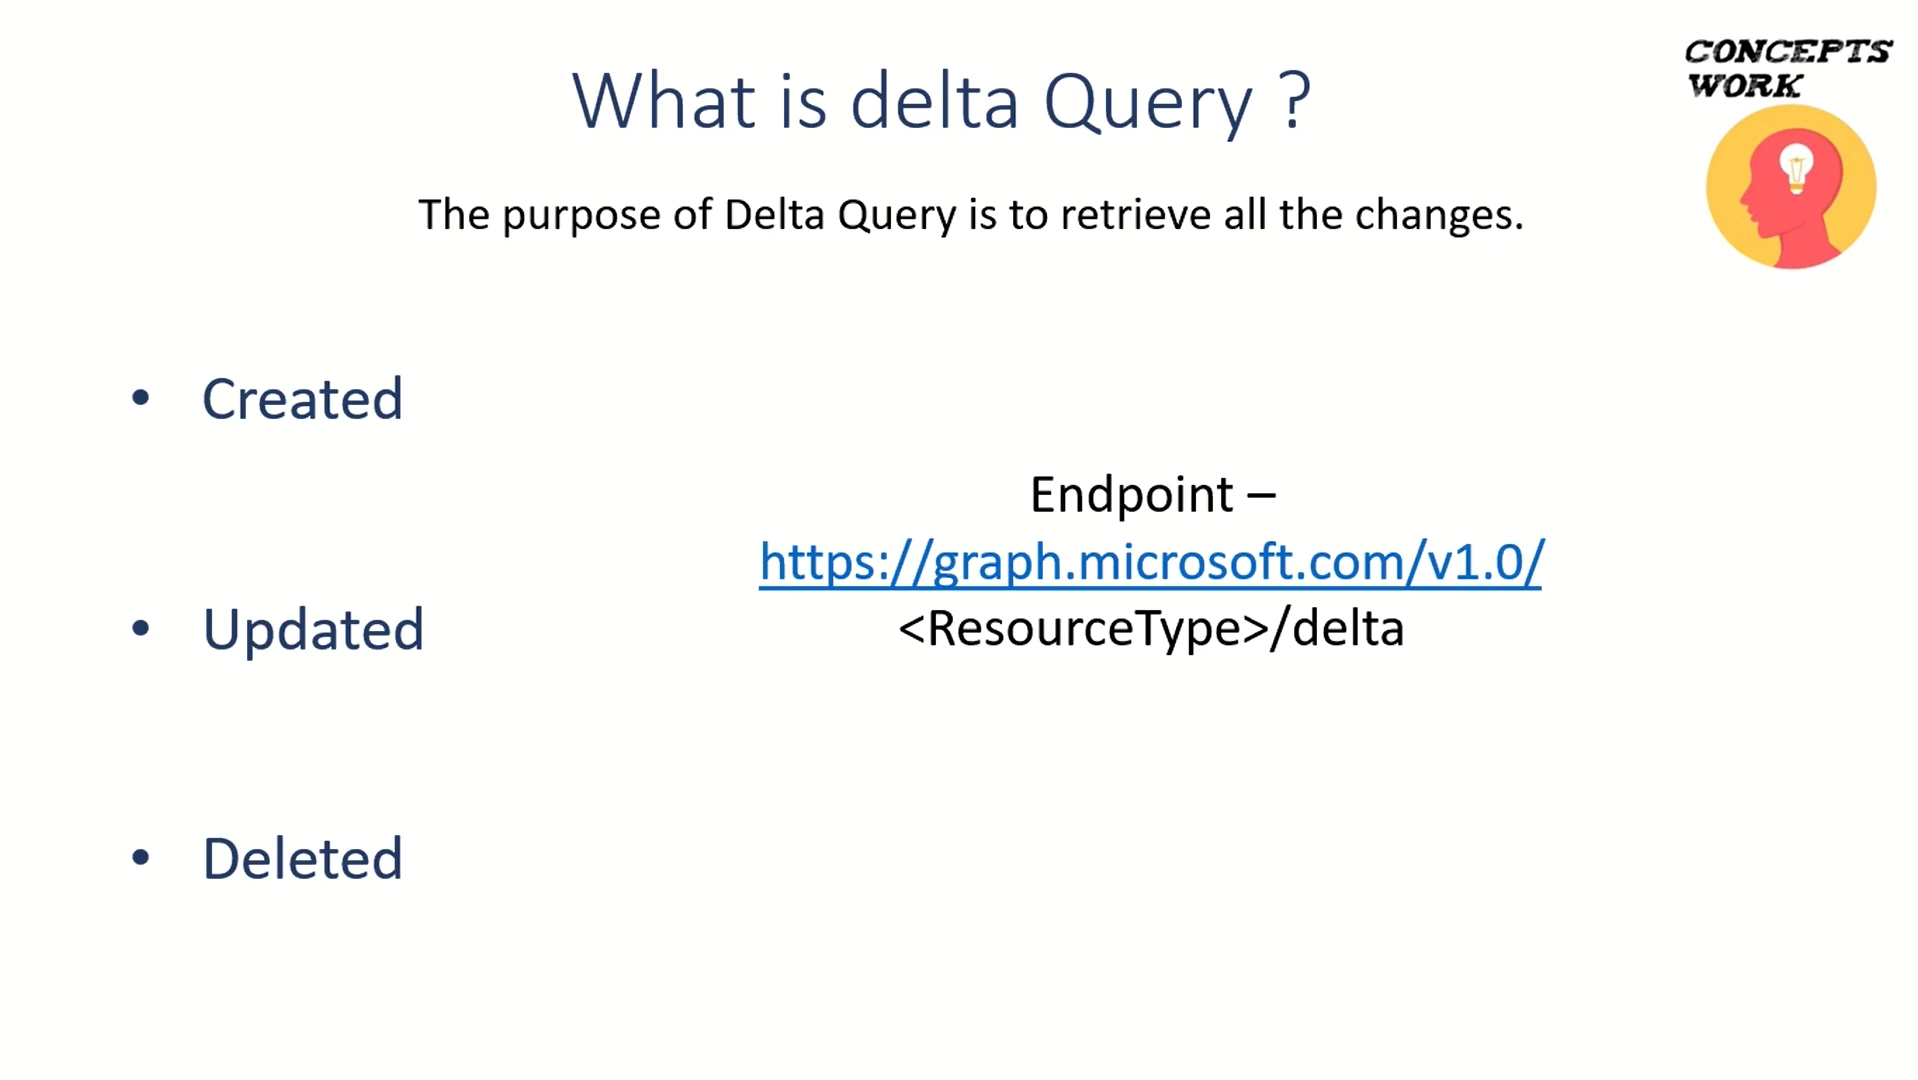 CONCEPTS
WORK
What is delta Query ?
The purpose of Delta Query is to retrieve all the changes.
• Created
• Updated
• Deleted
Endpoint –
https://graph.microsoft.com/v1.0/
<ResourceType>/delta